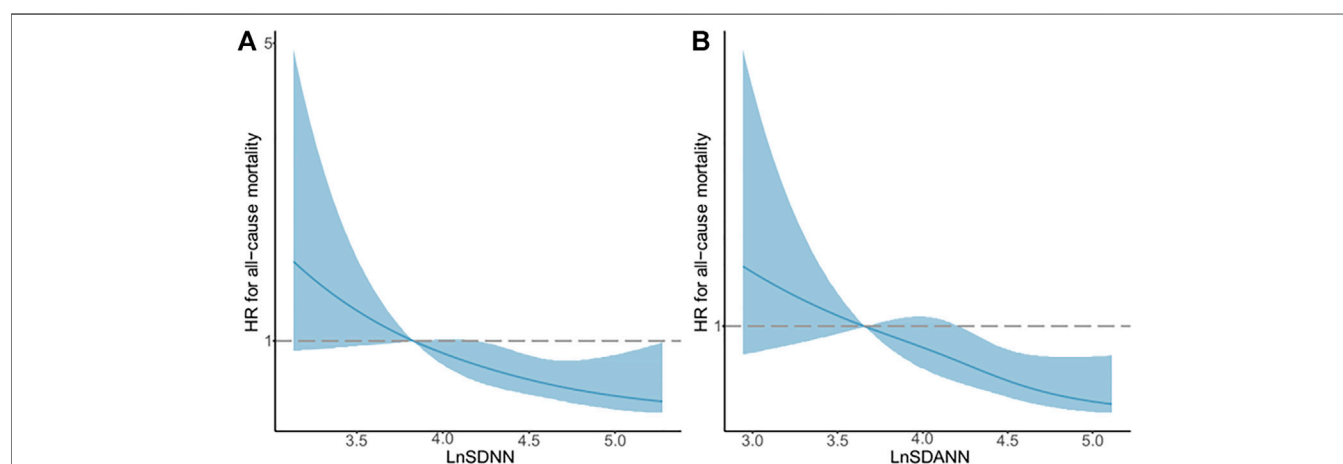 A
5
1
HR for all-cause mortality
3.5 4.0 4.5 5.0
LnSDNN
B
1
HR for all-cause mortality
3.0 3.5 4.0 4.5 5.0
LnSDANN